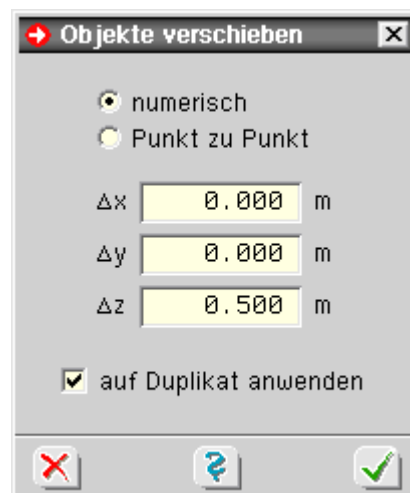 Objekte verschieben
numerisch
Punkt zu Punkt
Δx 0.000 m
Δy 0.000 m
Δz 0.500 m
auf Duplikat anwenden